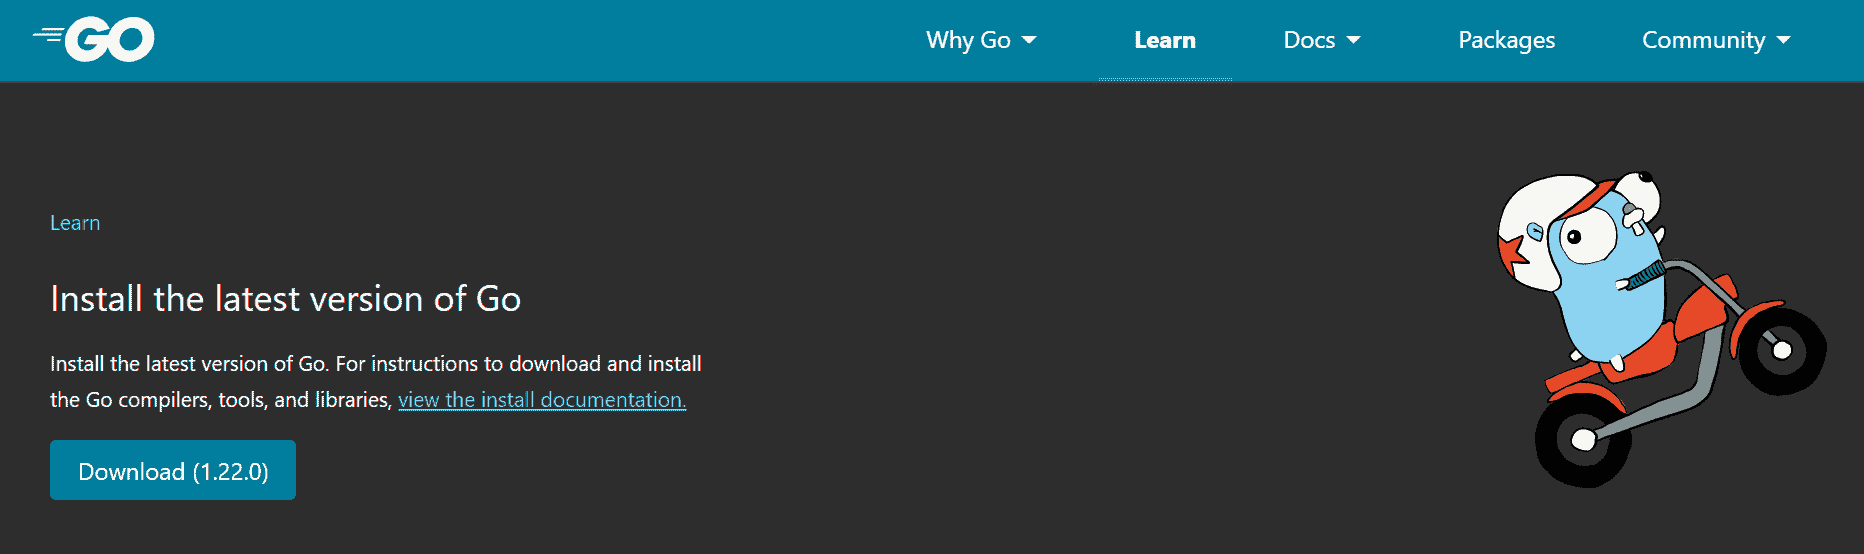 GO
Why Go
Learn
Docs
Packages
Community
Learn
Install the latest version of Go
Install the latest version of Go. For instructions to download and install
the Go compilers, tools, and libraries, view the install documentation.
Download (1.22.0)